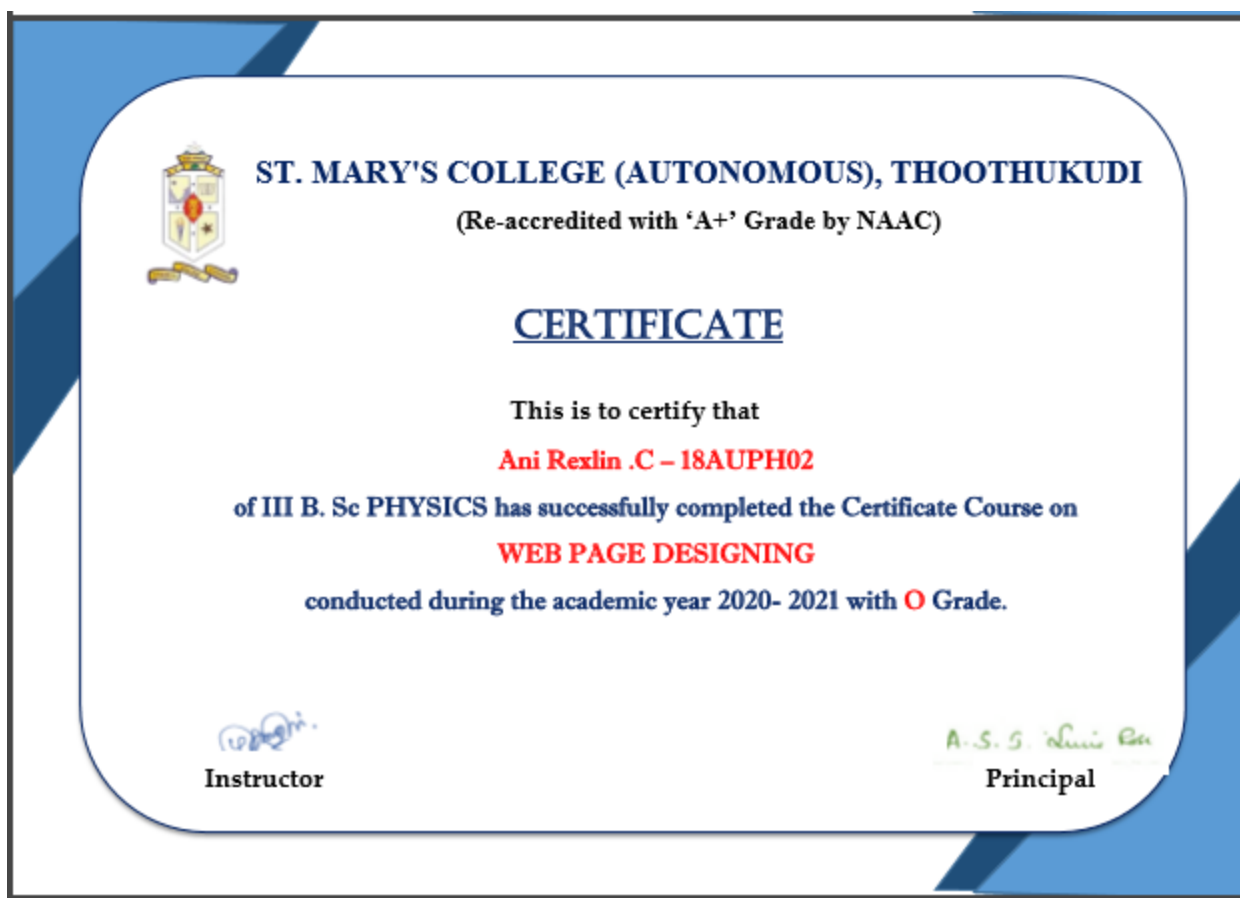 ST. MARY'S COLLEGE (AUTONOMOUS), THOOTHUKUDI
(Re-accredited with ‘A+’ Grade by NAAC)
CERTIFICATE
This is to certify that
Ani Rexlin .C – 18AUPH02
of III B. Sc PHYSICS has successfully completed the Certificate Course on
WEB PAGE DESIGNING
conducted during the academic year 2020- 2021 with O Grade.
A. S. J.
Instructor
Principal